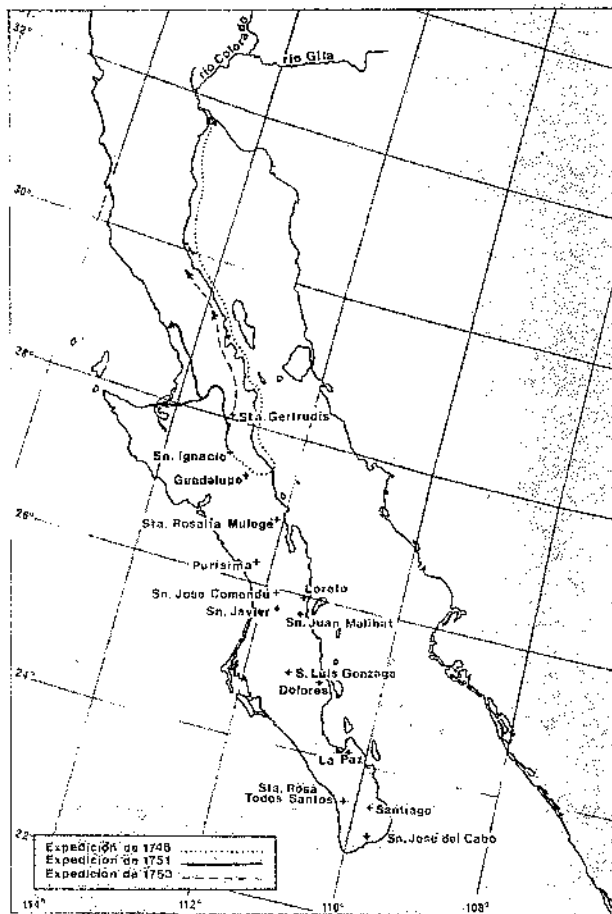 32°
río Colorado
río Gila
30°
28°
Sta. Gertrudis
Sn. Ignacio
Guadalupe
26°
Sta. Rosalía Mulegé
Purísima
Loreto
Sn. José Comondú
Sn. Javier
Sn. Juan Malibat
24°
S. Luis Gonzaga
Dolores
La Paz
Sta. Rosa
Todos Santos
Santiago
Sn. José del Cabo
22°
Expedición de 1746
Expedición de 1751
Expedición de 1753
114°
112°
110°
108°